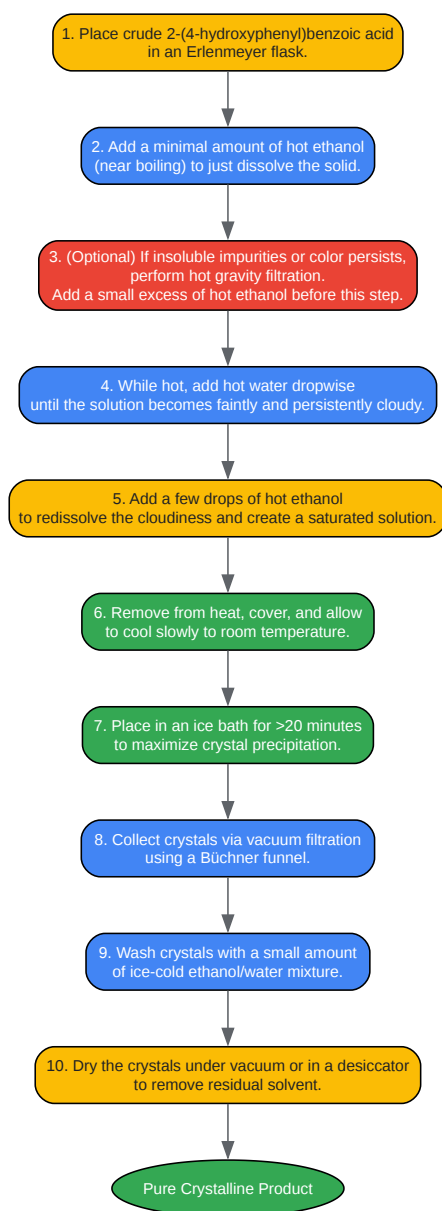 1. Place crude 2-(4-hydroxyphenyl)benzoic acid
in an Erlenmeyer flask.
2. Add a minimal amount of hot ethanol
(near boiling) to just dissolve the solid.
3. (Optional) If insoluble impurities or color persists,
perform hot gravity filtration.
Add a small excess of hot ethanol before this step.
4. While hot, add hot water dropwise
until the solution becomes faintly and persistently cloudy.
5. Add a few drops of hot ethanol
to redissolve the cloudiness and create a saturated solution.
6. Remove from heat, cover, and allow
to cool slowly to room temperature.
7. Place in an ice bath for >20 minutes
to maximize crystal precipitation.
8. Collect crystals via vacuum filtration
using a Büchner funnel.
9. Wash crystals with a small amount
of ice-cold ethanol/water mixture.
10. Dry the crystals under vacuum or in a desiccator
to remove residual solvent.
Pure Crystalline Product